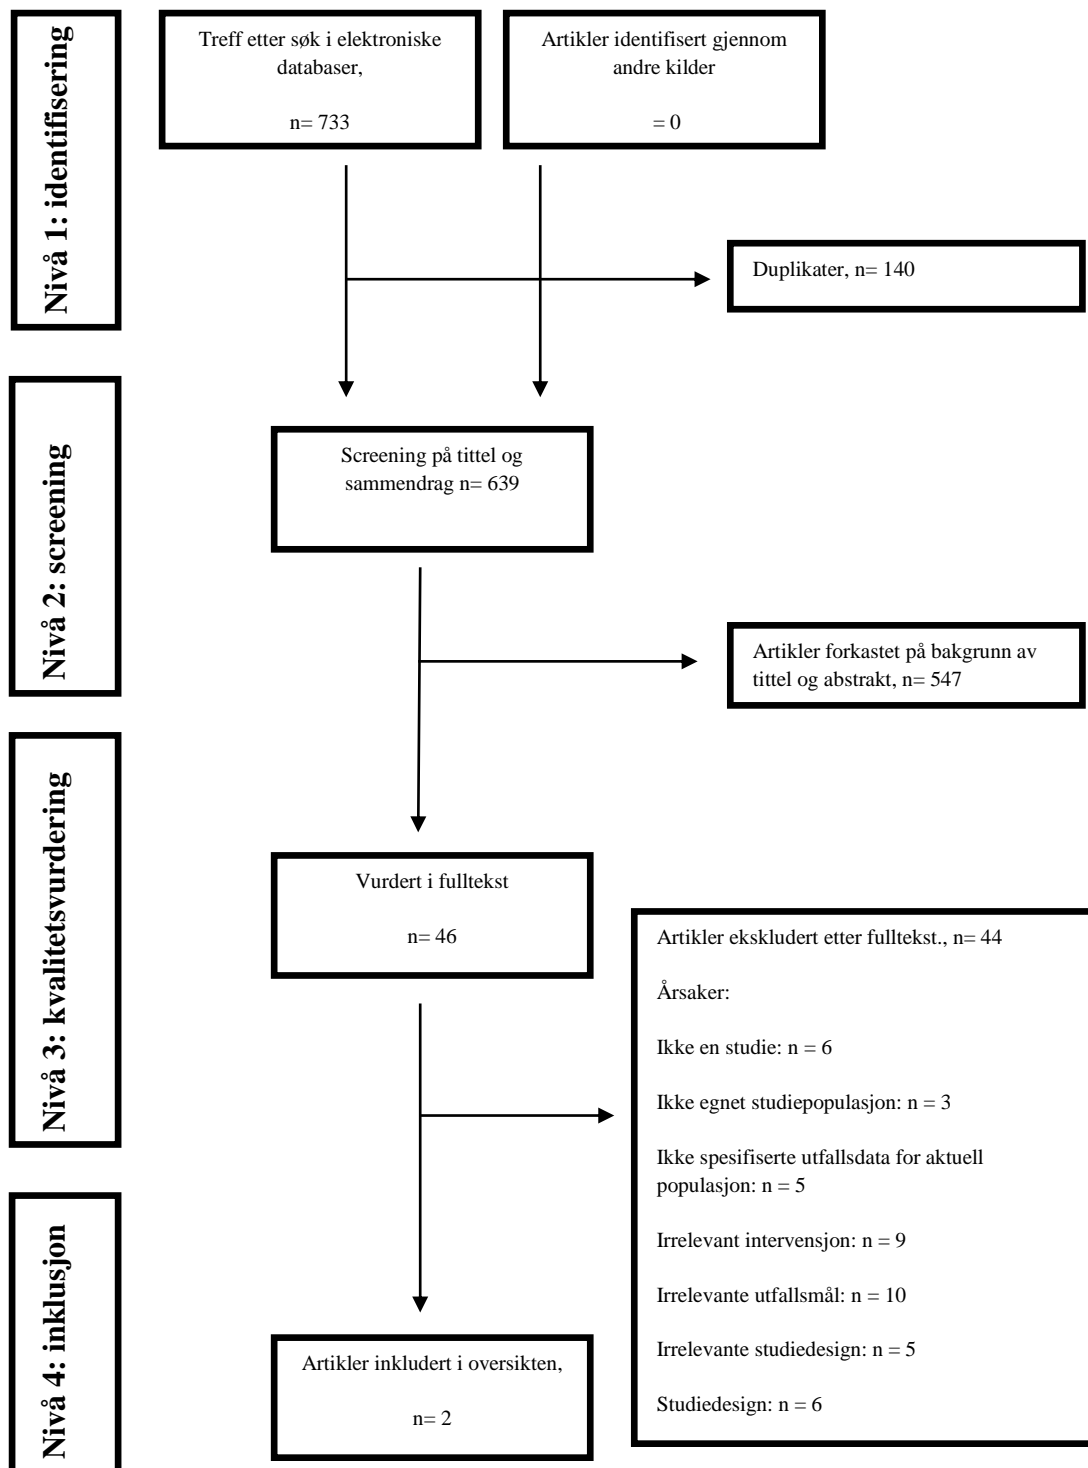 Nivå 1: identifisering
Treff etter søk i elektroniske
databaser,
n= 733
Artikler identifisert gjennom
andre kilder
= 0
Duplikater, n= 140
Nivå 2: screening
Screening på tittel og
sammendrag n= 639
Artikler forkastet på bakgrunn av
tittel og abstrakt, n= 547
Nivå 3: kvalitetsvurdering
Vurdert i fulltekst
n= 46
Artikler ekskludert etter fulltekst., n= 44
Årsaker:
Ikke en studie: n = 6
Ikke egnet studiepopulasjon: n = 3
Ikke spesifiserte utfallsdata for aktuell
populasjon: n = 5
Irrelevant intervensjon: n = 9
Irrelevante utfallsmål: n = 10
Irrelevante studiedesign: n = 5
Studiedesign: n = 6
Nivå 4: inklusjon
Artikler inkludert i oversikten,
n= 2